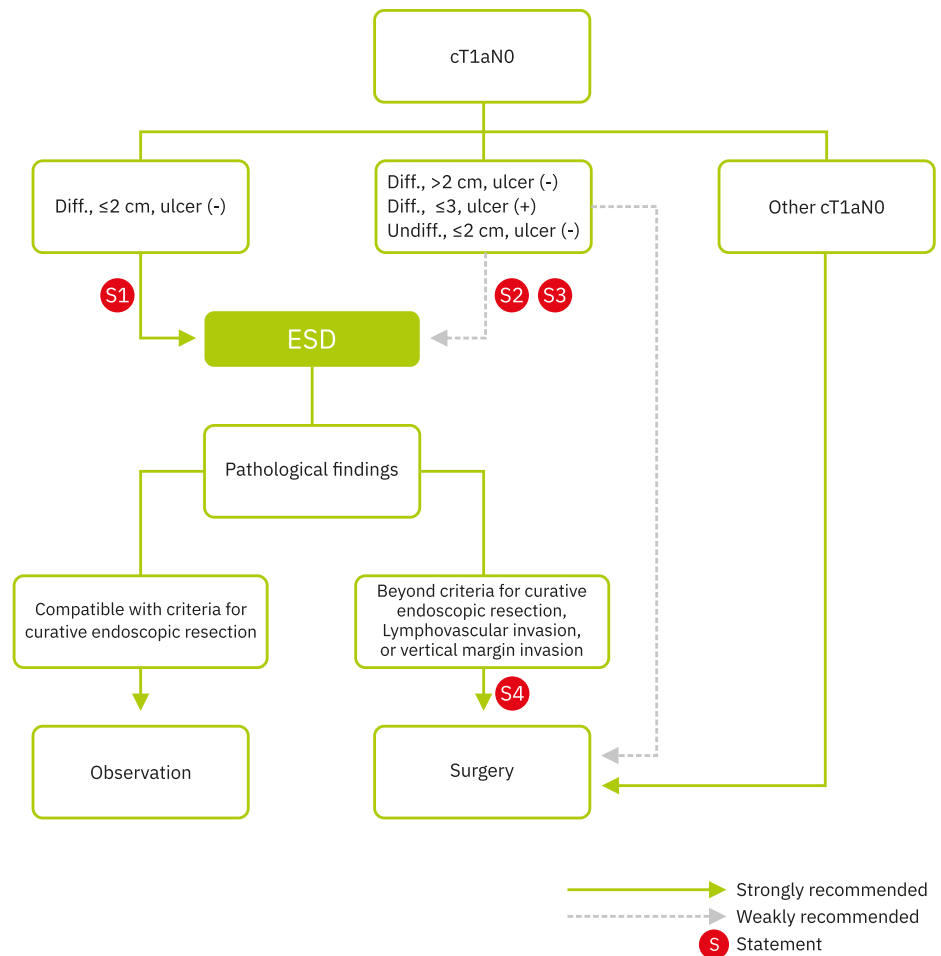 cT1aN0
Diff., ≤2 cm, ulcer (-)
Diff., >2 cm, ulcer (-)
Diff., ≤3, ulcer (+)
Undiff., ≤2 cm, ulcer (-)
Other cT1aN0
S1
S2
S3
ESD
Pathological findings
Compatible with criteria for
curative endoscopic resection
Beyond criteria for curative
endoscopic resection,
Lymphovascular invasion,
or vertical margin invasion
S4
Observation
Surgery
Strongly recommended
Weakly recommended
S Statement